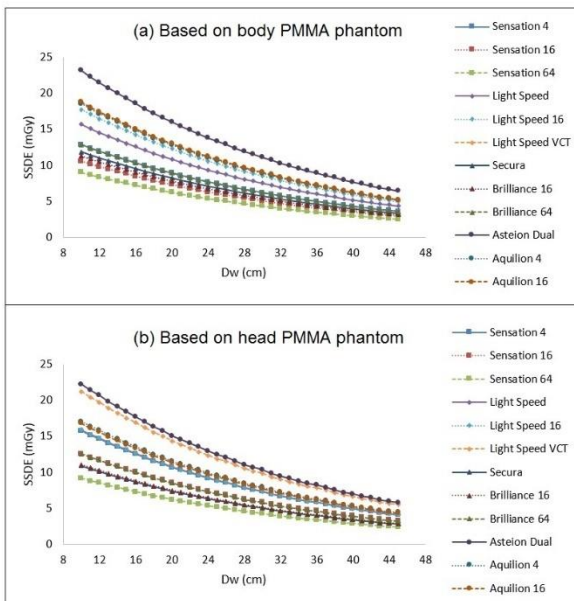 (a) Based on body PMMA phantom
SSDE (mGy)
25
20
15
10
5
0
8 12 16 20 24 28 32 36 40 44 48
Dw (cm)
Sensation 4
Sensation 16
Sensation 64
Light Speed
Light Speed 16
Light Speed VCT
Secura
Brilliance 16
Brilliance 64
Asteion Dual
Aquilion 4
Aquilion 16
(b) Based on head PMMA phantom
SSDE (mGy)
25
20
15
10
5
0
8 12 16 20 24 28 32 36 40 44 48
Dw (cm)
Sensation 4
Sensation 16
Sensation 64
Light Speed
Light Speed 16
Light Speed VCT
Secura
Brilliance 16
Brilliance 64
Asteion Dual
Aquilion 4
Aquilion 16